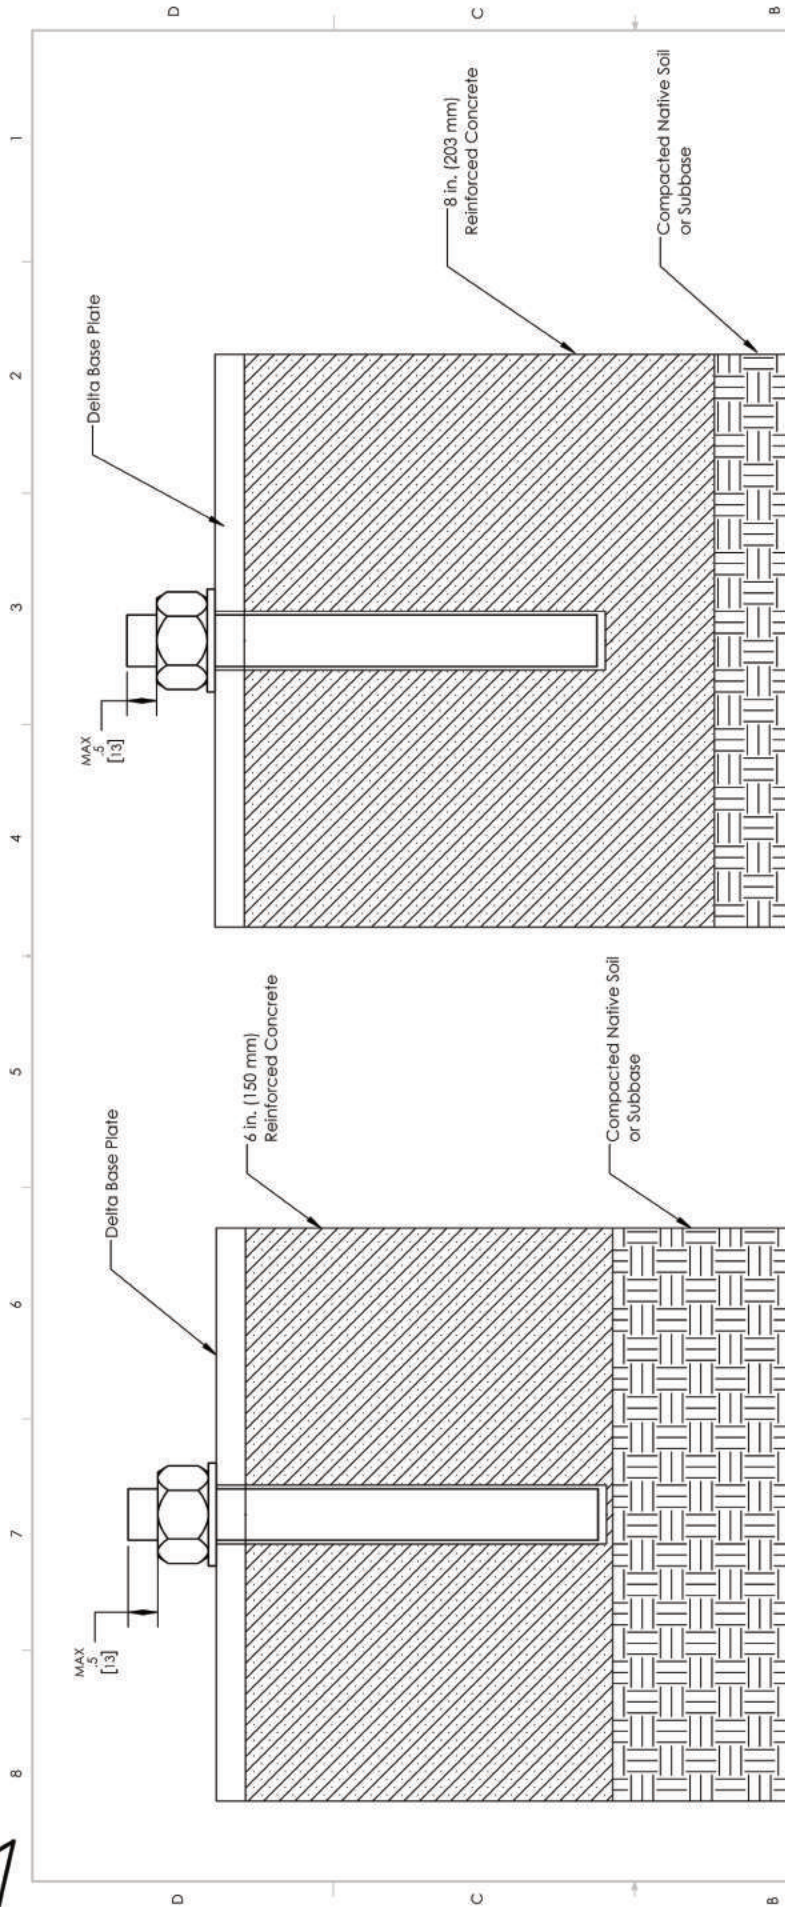 8
7
6
5
4
3
2
1
D
D
C
C
B
B
MAX
.5
[13]
Delta Base Plate
6 in. (150 mm)
Reinforced Concrete
Compacted Native Soil
or Subbase
MAX
.5
[13]
Delta Base Plate
8 in. (203 mm)
Reinforced Concrete
Compacted Native Soil
or Subbase